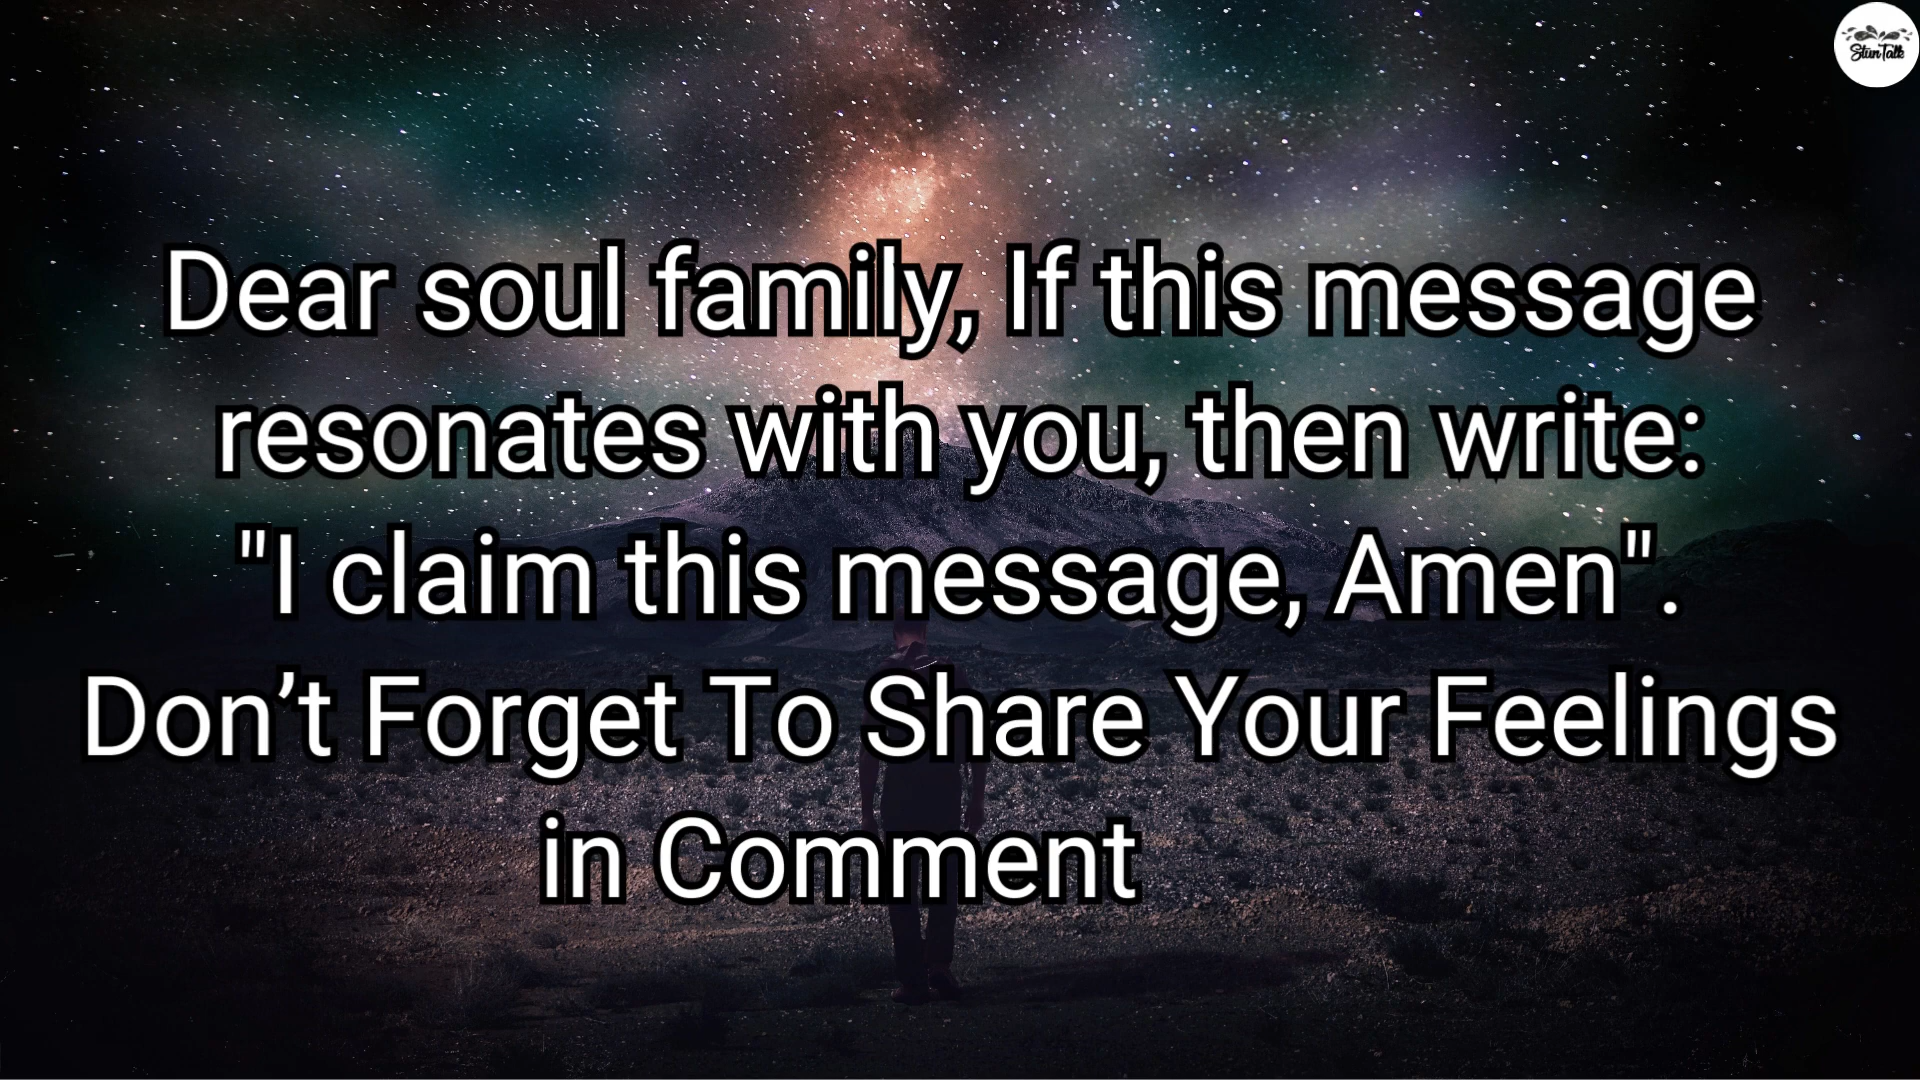 StunTalk
Dear soul family, If this message
resonates with you, then write:
"I claim this message, Amen".
Don’t Forget To Share Your Feelings
in Comment